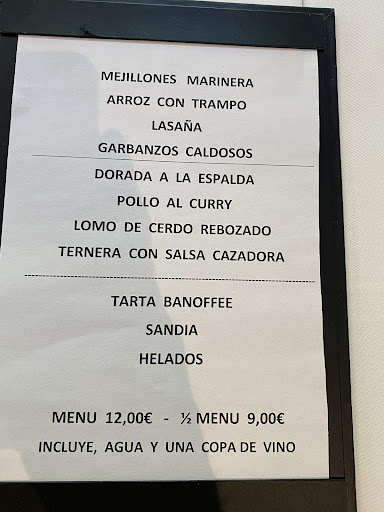 MEJILLONES MARINERA
ARROZ CON TRAMPO
LASAÑA
GARBANZOS CALDOSOS
DORADA A LA ESPALDA
POLLO AL CURRY
LOMO DE CERDO REBOZADO
TERNERA CON SALSA CAZADORA
TARTA BANOFFEE
SANDIA
HELADOS
MENU 12,00€ - ½ MENU 9,00€
INCLUYE, AGUA Y UNA COPA DE VINO